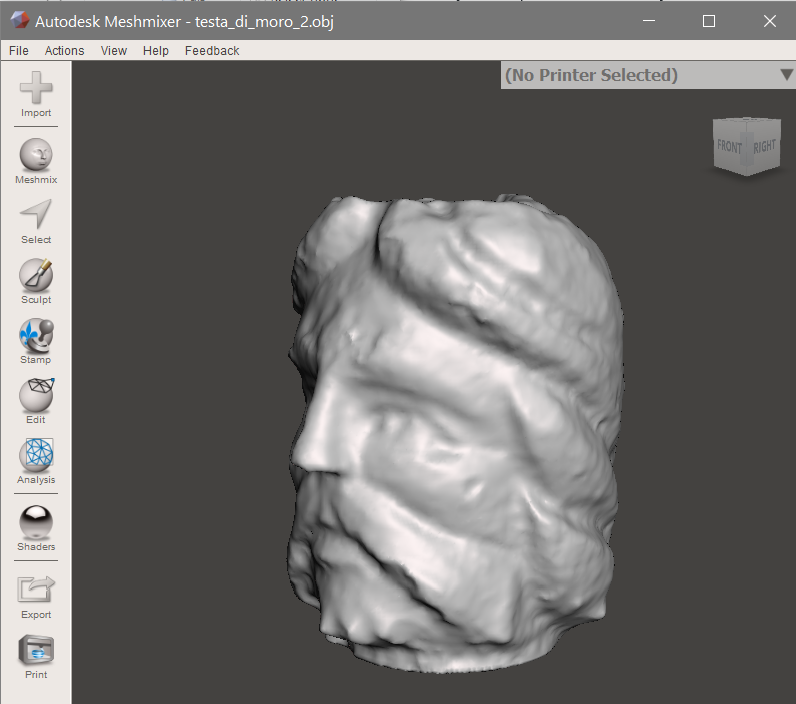 Autodesk Meshmixer - testa_di_moro_2.obj
File Actions View Help Feedback
(No Printer Selected)
Import
FRONT RIGHT
Meshmix
Select
Sculpt
Stamp
Edit
Analysis
Shaders
Export
Print